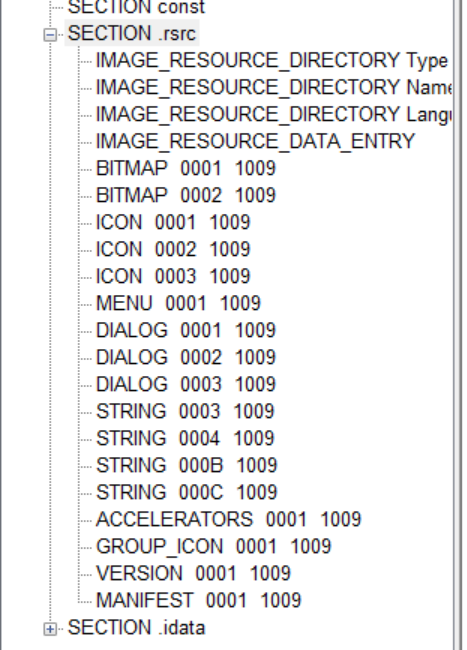 SECTION const
SECTION .rsrc
IMAGE_RESOURCE_DIRECTORY Type
IMAGE_RESOURCE_DIRECTORY Name
IMAGE_RESOURCE_DIRECTORY Langu
IMAGE_RESOURCE_DATA_ENTRY
BITMAP 0001 1009
BITMAP 0002 1009
ICON 0001 1009
ICON 0002 1009
ICON 0003 1009
MENU 0001 1009
DIALOG 0001 1009
DIALOG 0002 1009
DIALOG 0003 1009
STRING 0003 1009
STRING 0004 1009
STRING 000B 1009
STRING 000C 1009
ACCELERATORS 0001 1009
GROUP_ICON 0001 1009
VERSION 0001 1009
MANIFEST 0001 1009
SECTION .idata